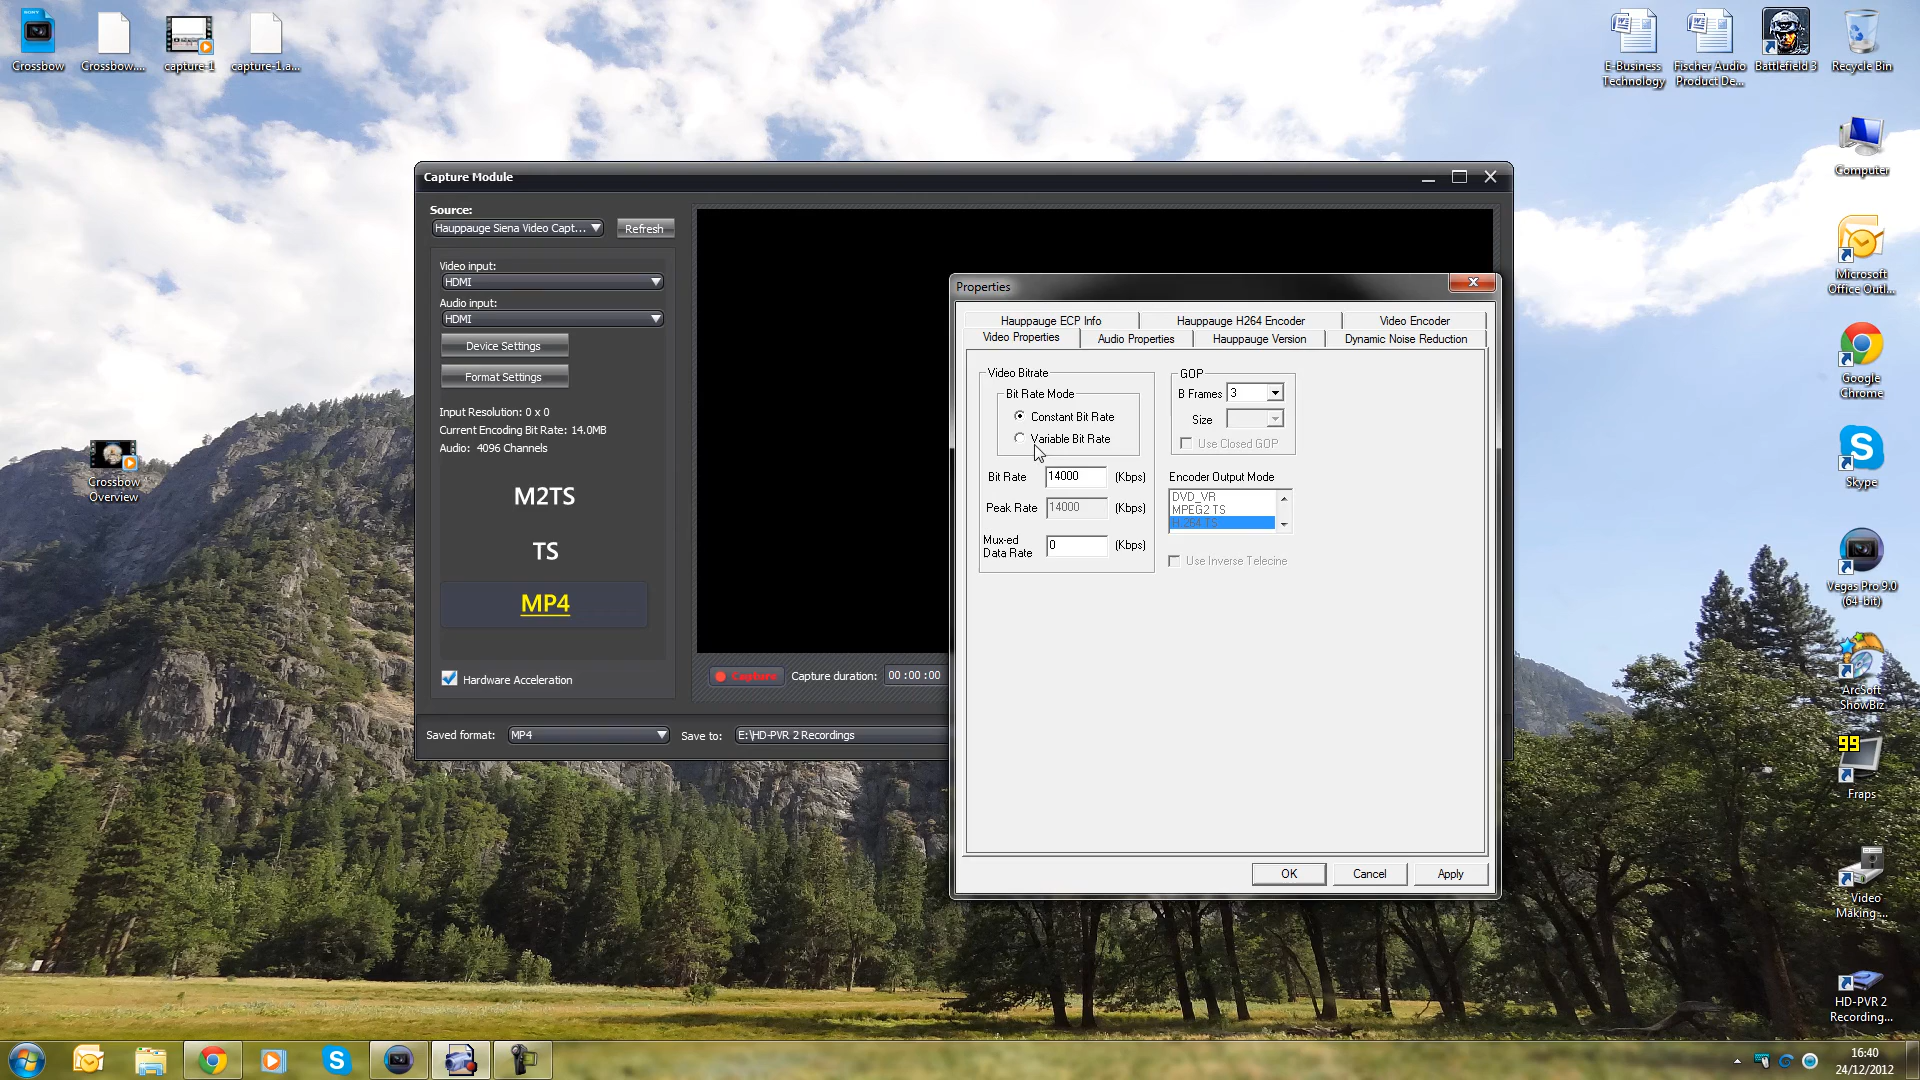 Crossbow
Crossbow....
capture-1
capture-1.a...
E-Business
Technology
Fischer Audio
Product De...
Battlefield 3
Recycle Bin
Computer
Microsoft
Office Outl...
Google
Chrome
Skype
Vegas Pro 9.0
(64-bit)
ArcSoft
ShowBiz
99
Fraps
Video
Making ...
HD-PVR 2
Recording...
Crossbow
Overview
Capture Module
Source:
Hauppauge Siena Video Capt...
Refresh
Video input:
HDMI
Audio input:
HDMI
Device Settings
Format Settings
Input Resolution: 0 x 0
Current Encoding Bit Rate: 14.0MB
Audio: 4096 Channels
M2TS
TS
MP4
Hardware Acceleration
Capture
Capture duration:
00 :00 :00
Saved format:
MP4
Save to:
E:\HD-PVR 2 Recordings
Properties
Hauppauge ECP Info
Hauppauge H264 Encoder
Video Encoder
Video Properties
Audio Properties
Hauppauge Version
Dynamic Noise Reduction
Video Bitrate
Bit Rate Mode
Constant Bit Rate
Variable Bit Rate
Bit Rate 14000 (Kbps)
Peak Rate 14000 (Kbps)
Mux-ed
Data Rate 0 (Kbps)
GOP
B Frames 3
Size
Use Closed GOP
Encoder Output Mode
DVD_VR
MPEG2 TS
H.264 TS
Use Inverse Telecine
OK
Cancel
Apply
16:40
24/12/2012